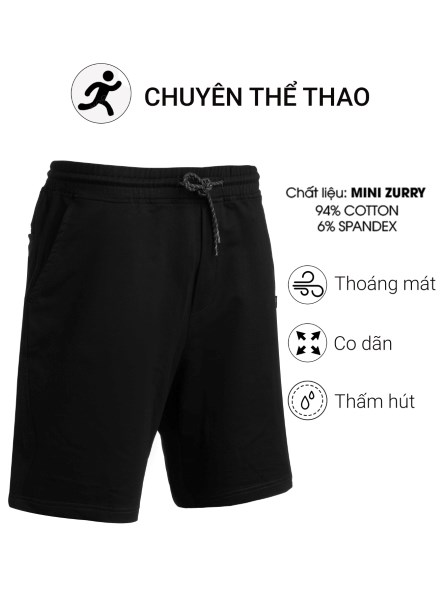 CHUYÊN THỂ THAO
Chất liệu: MINI ZURRY
94% COTTON
6% SPANDEX
Thoáng mát
Co dãn
Thấm hút